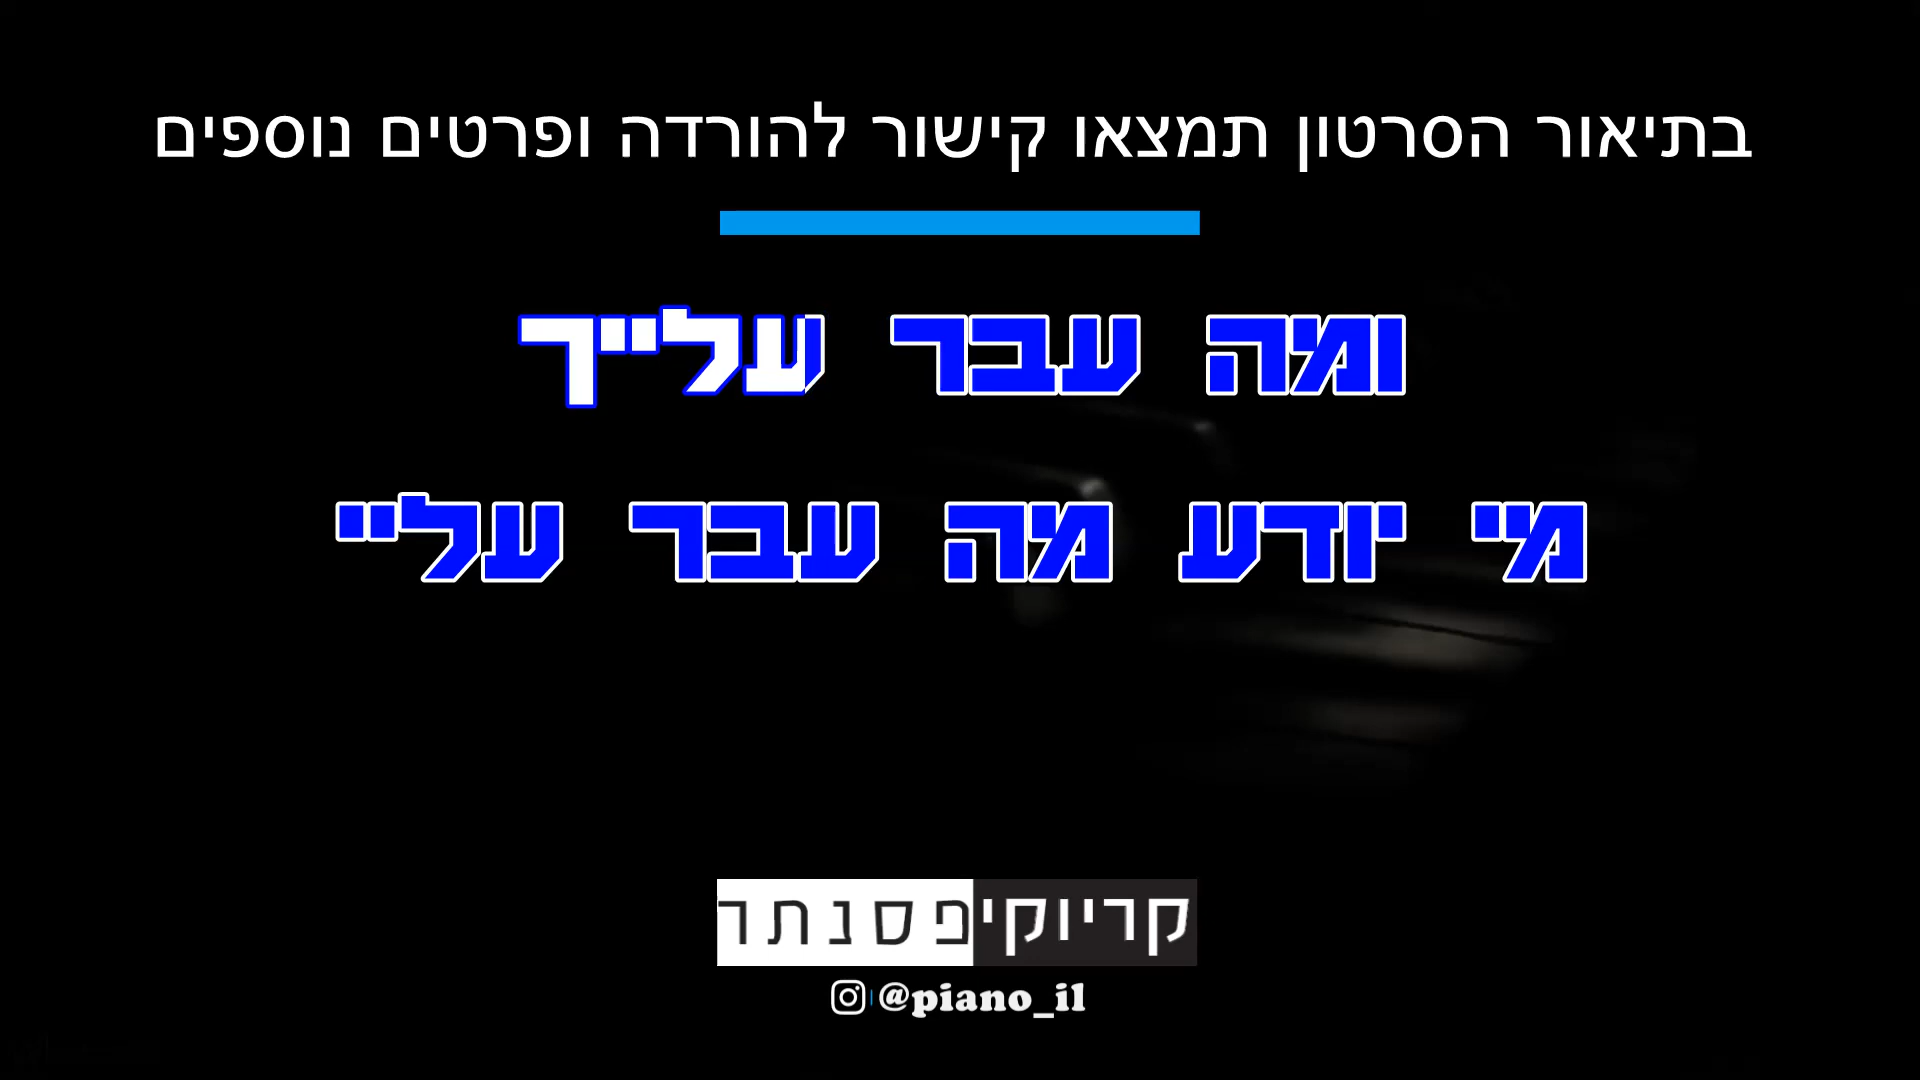 בתיאור הסרטון תמצאו קישור להורדה ופרטים נוספים
ומה עבר עלייך
מי יודע מה עבר עליי
קריוקיפסנתר
@piano_il